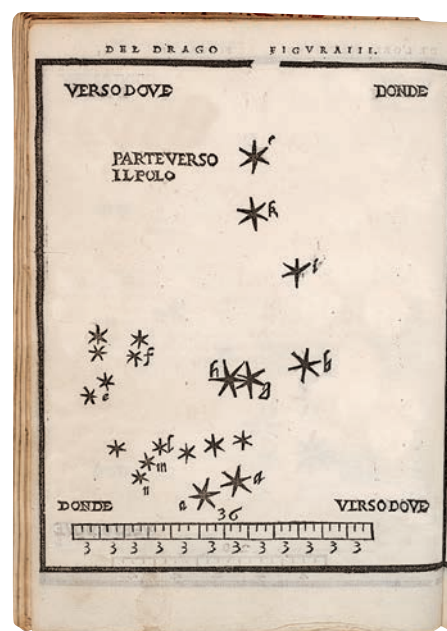 DEL DRAGO FIGVRA III.
VERSO DOVE DONDE
PARTE VERSO
IL POLO
k
i
f
h g b
e
l
m
n
a a
DONDE VERSO DOVE
36
3 3 3 3 3 3 3 3 3 3 3 3